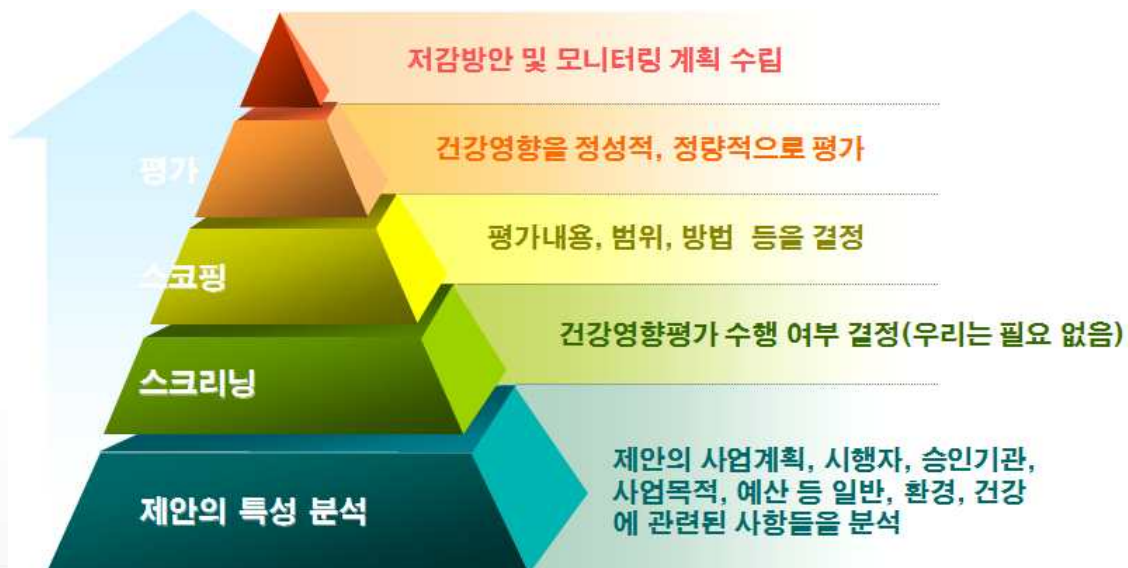 저감방안 및 모니터링 계획 수립
평가
건강영향을 정성적, 정량적으로 평가
스코핑
평가내용, 범위, 방법 등을 결정
스크리닝
건강영향평가 수행 여부 결정(우리는 필요 없음)
제안의 특성 분석
제안의 사업계획, 시행자, 승인기관,
사업목적, 예산 등 일반, 환경, 건강
에 관련된 사항들을 분석